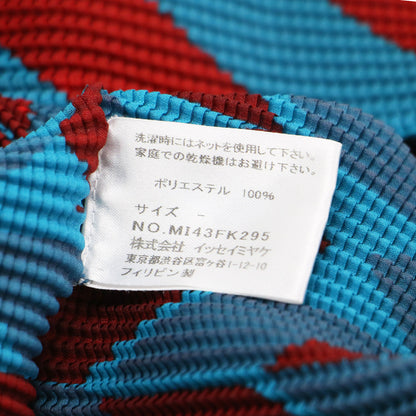 洗濯時にはネットを使用して下さい。
家庭での乾燥機はお避け下さい。
ポリエステル 100%
サイズ -
NO.MI43FK295
株式会社 イッセイミヤケ
東京都渋谷区富ヶ谷1-12-10
フィリピン製